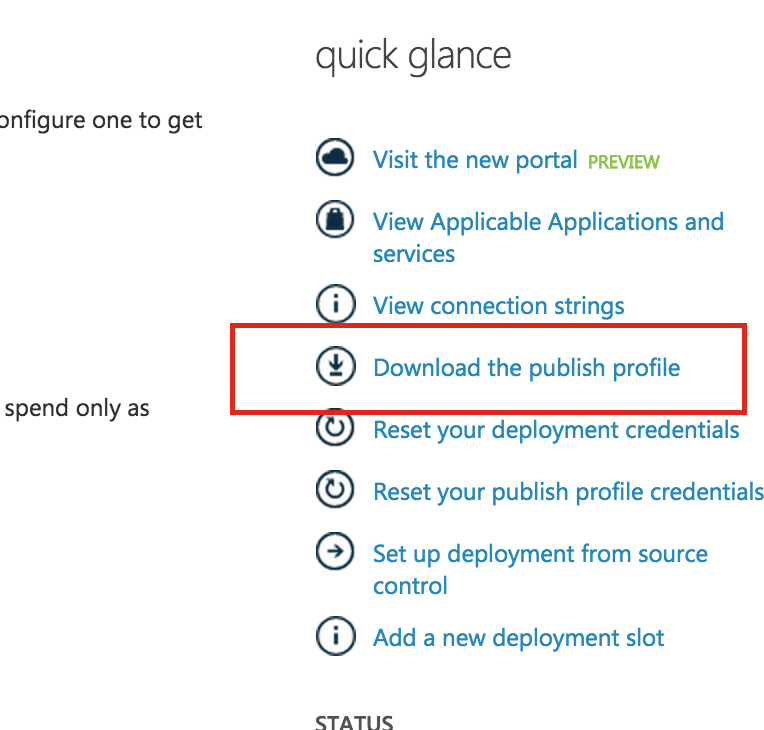 quick glance
onfigure one to get
Visit the new portal PREVIEW
View Applicable Applications and
services
View connection strings
Download the publish profile
spend only as
Reset your deployment credentials
Reset your publish profile credentials
Set up deployment from source
control
Add a new deployment slot
STATUS